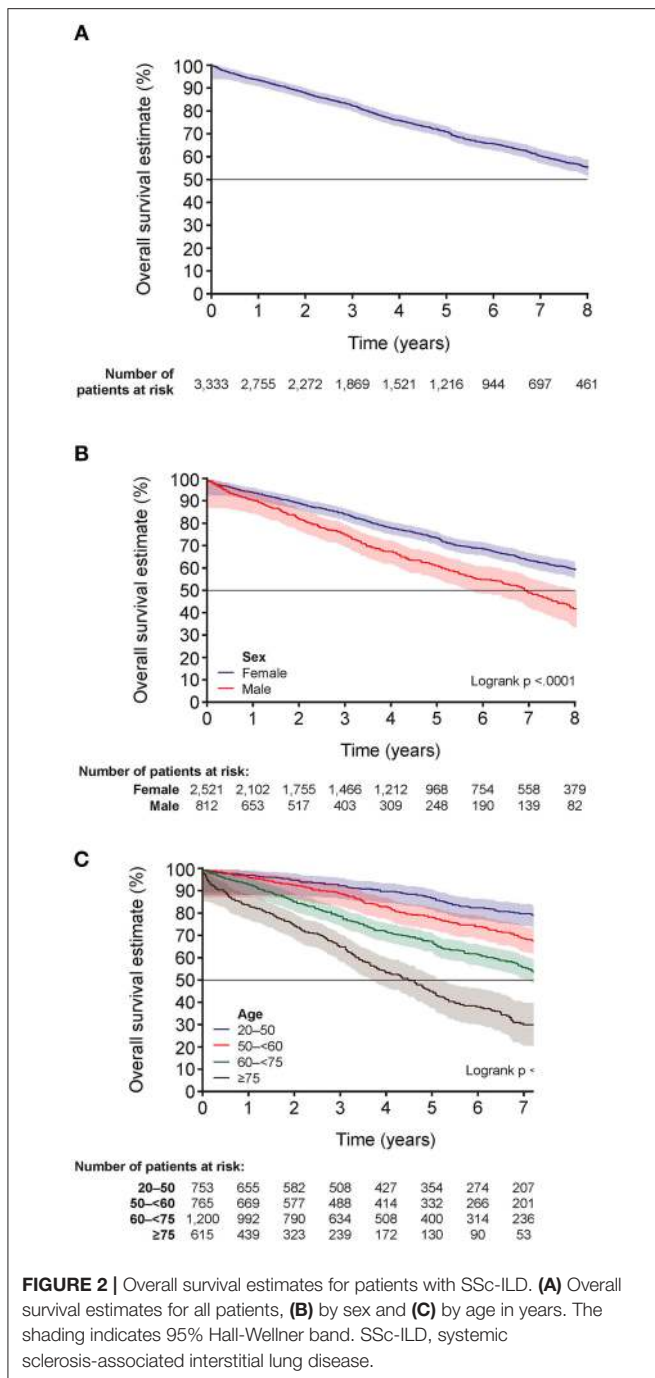 A
Overall survival estimate (%)
100
90
80
70
60
50
40
30
20
10
0
0 1 2 3 4 5 6 7 8
Time (years)
Number of
patients at risk 3,333 2,755 2,272 1,869 1,521 1,216 944 697 461
B
Overall survival estimate (%)
100
90
80
70
60
50
40
30
20
10
0
Sex
Female
Male
Logrank p <.0001
0 1 2 3 4 5 6 7 8
Time (years)
Number of patients at risk:
Female 2,521 2,102 1,755 1,466 1,212 968 754 558 379
Male 812 653 517 403 309 248 190 139 82
C
Overall survival estimate (%)
100
90
80
70
60
50
40
30
20
10
0
Age
20–50
50–<60
60–<75
≥75
Logrank p <
0 1 2 3 4 5 6 7
Time (years)
Number of patients at risk:
20–50 753 655 582 508 427 354 274 207
50–<60 765 669 577 488 414 332 266 201
60–<75 1,200 992 790 634 508 400 314 236
≥75 615 439 323 239 172 130 90 53
FIGURE 2 | Overall survival estimates for patients with SSc-ILD. (A) Overall
survival estimates for all patients, (B) by sex and (C) by age in years. The
shading indicates 95% Hall-Wellner band. SSc-ILD, systemic
sclerosis-associated interstitial lung disease.